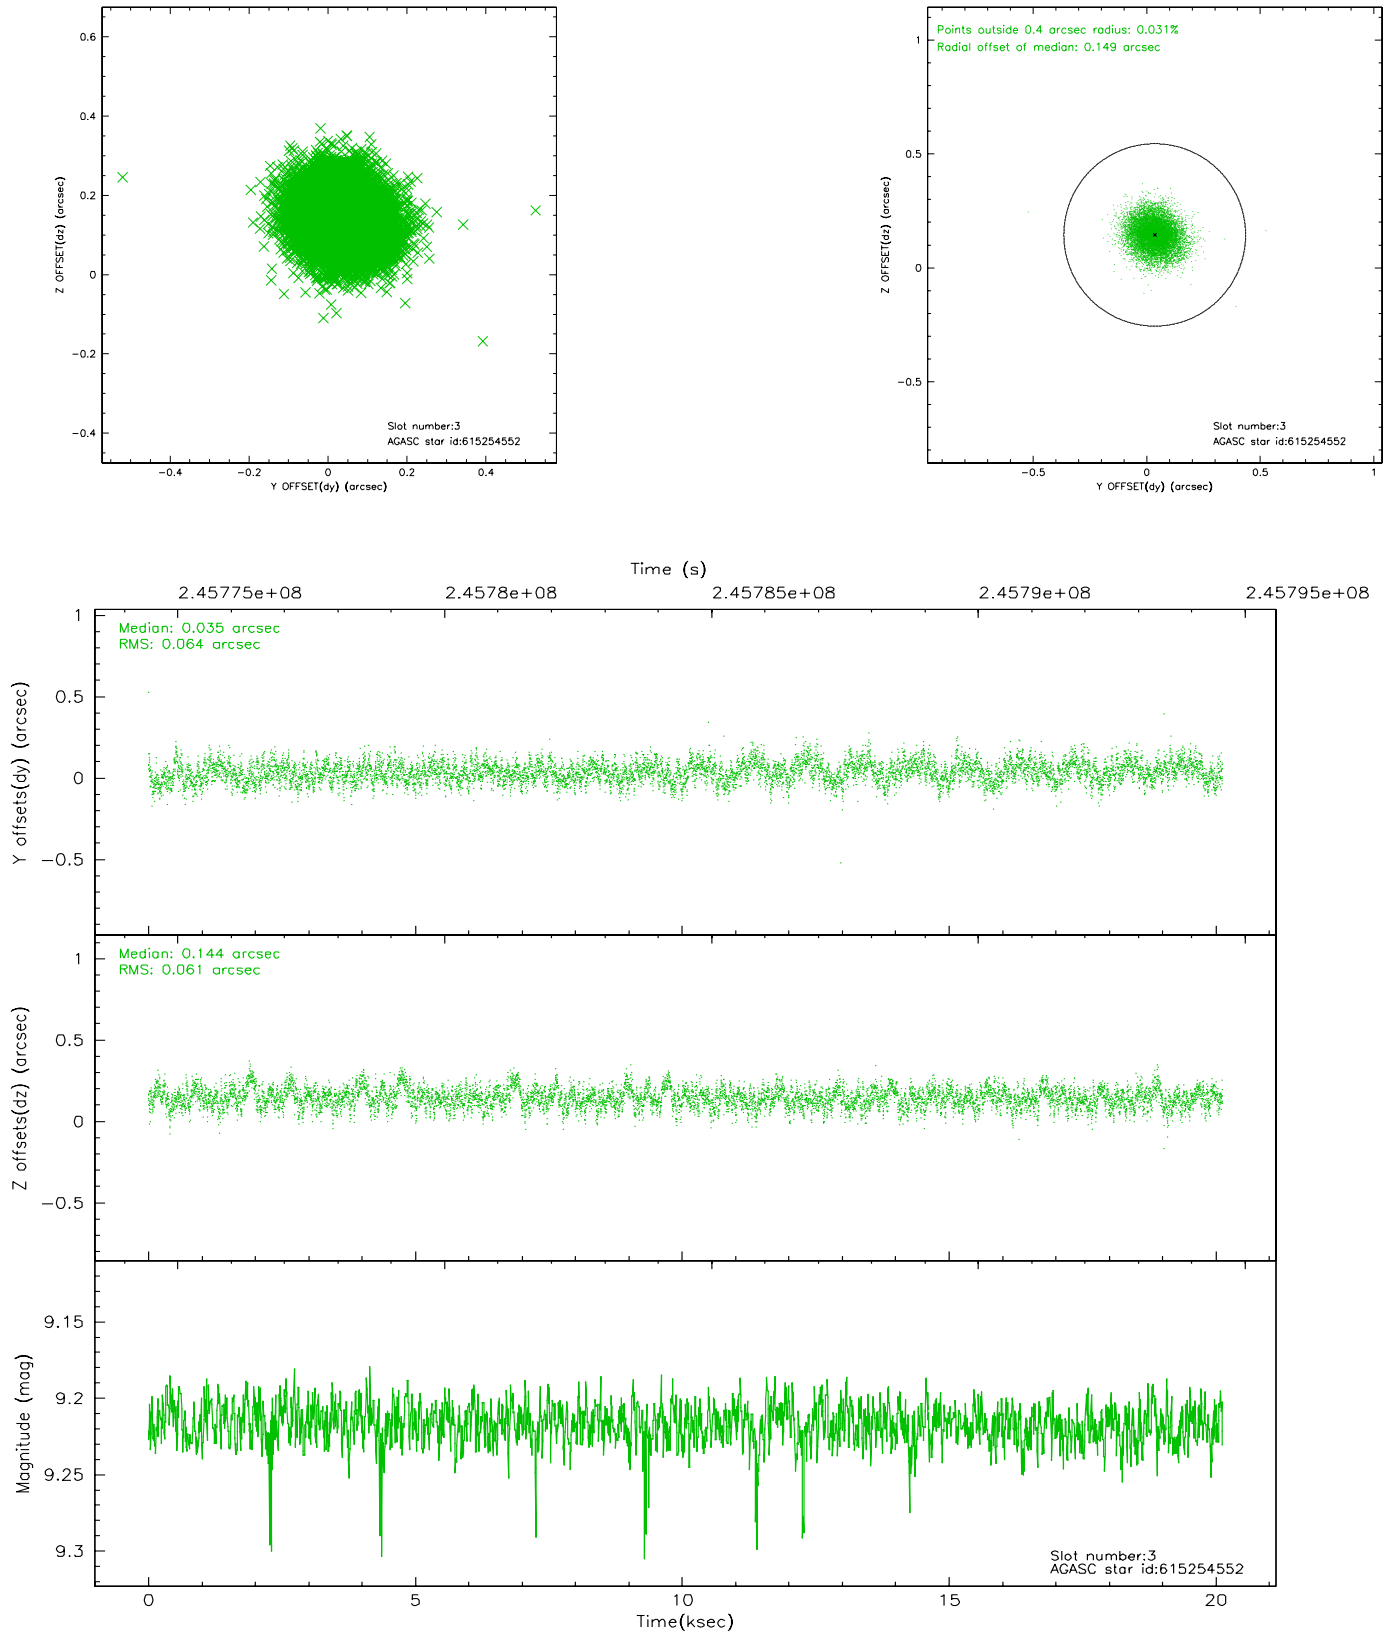 0.6
0.4
0.2
0
−0.2
−0.4
Z OFFSET(dz) (arcsec)
Slot number:3
AGASC star id:615254552
−0.4 −0.2 0 0.2 0.4
Y OFFSET(dy) (arcsec)
Points outside 0.4 arcsec radius: 0.031%
Radial offset of median: 0.149 arcsec
1
0.5
0
−0.5
Z OFFSET(dz) (arcsec)
Slot number:3
AGASC star id:615254552
−0.5 0 0.5 1
Y OFFSET(dy) (arcsec)
Time (s)
2.45775e+08 2.4578e+08 2.45785e+08 2.4579e+08 2.45795e+08
Median: 0.035 arcsec
RMS: 0.064 arcsec
1
0.5
0
−0.5
Y offsets(dy) (arcsec)
Median: 0.144 arcsec
RMS: 0.061 arcsec
1
0.5
0
−0.5
Z offsets(dz) (arcsec)
9.15
9.2
9.25
9.3
Magnitude (mag)
Slot number:3
AGASC star id:615254552
0 5 10 15 20
Time(ksec)